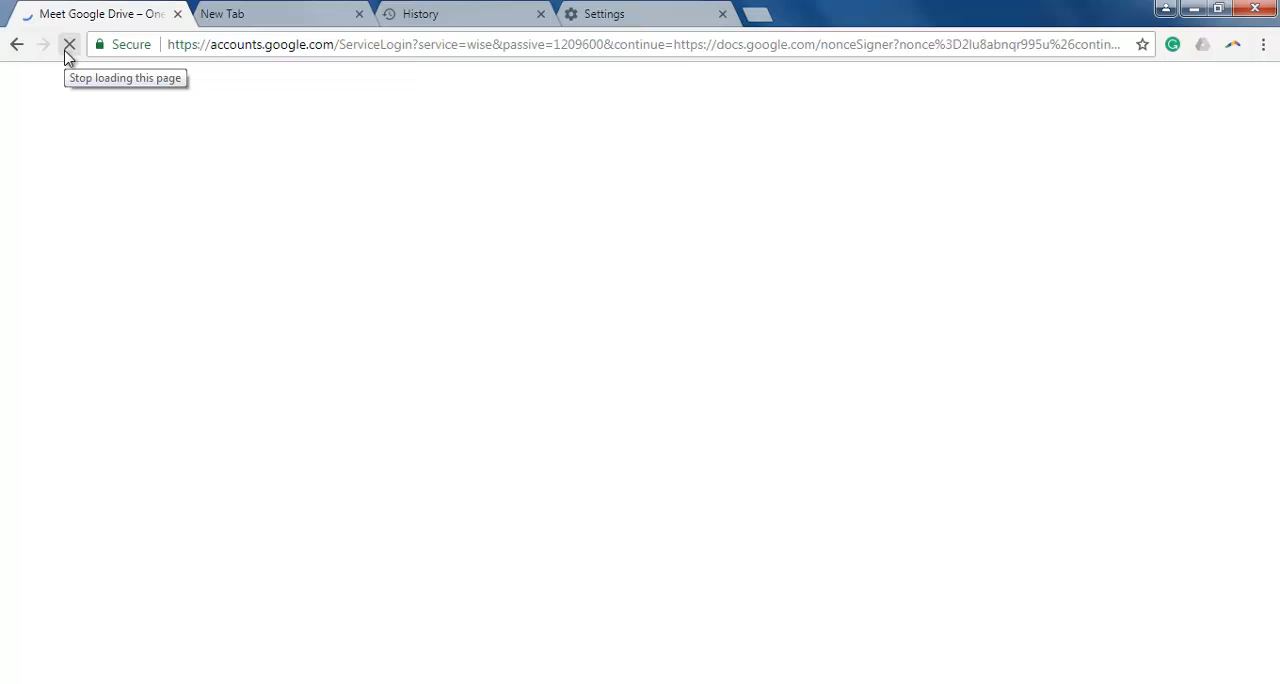 Meet Google Drive – One
New Tab
History
Settings
Secure
https://accounts.google.com/ServiceLogin?service=wise&passive=1209600&continue=https://docs.google.com/nonceSigner?nonce%3D2lu8abnqr995u%26contin...
Stop loading this page